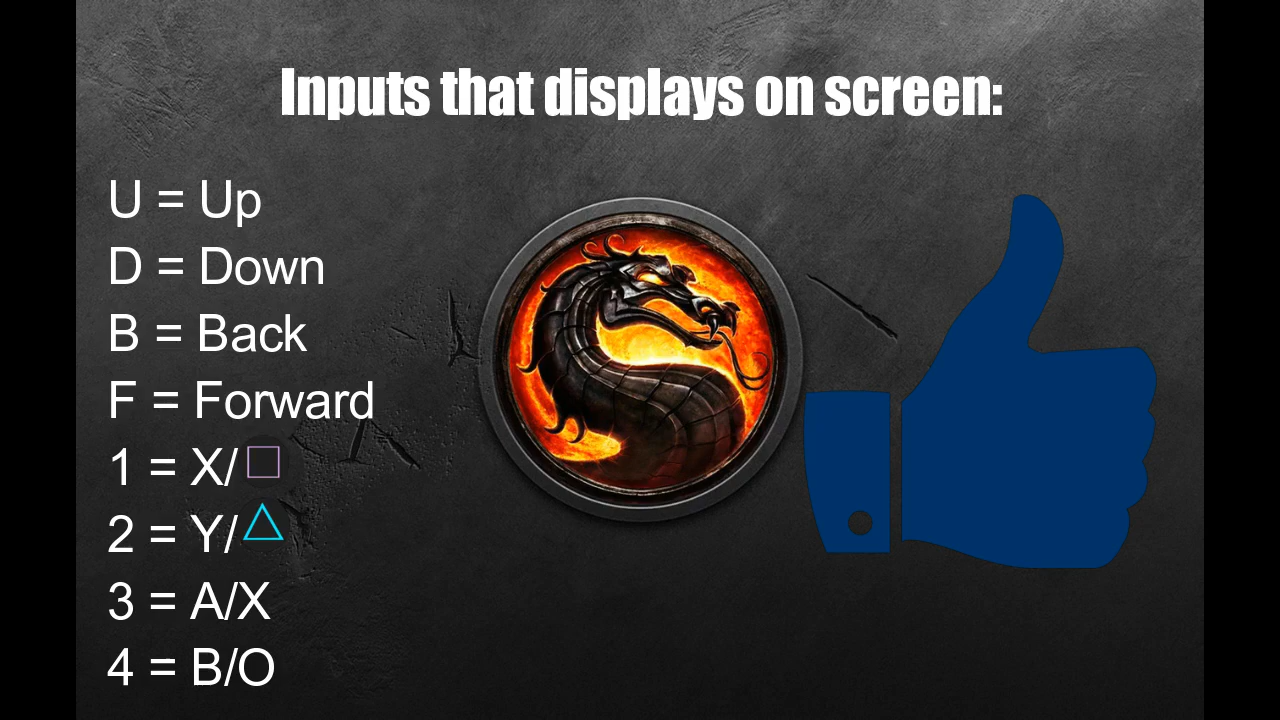 Inputs that displays on screen:
U = Up
D = Down
B = Back
F = Forward
1 = X/□
2 = Y/△
3 = A/X
4 = B/O